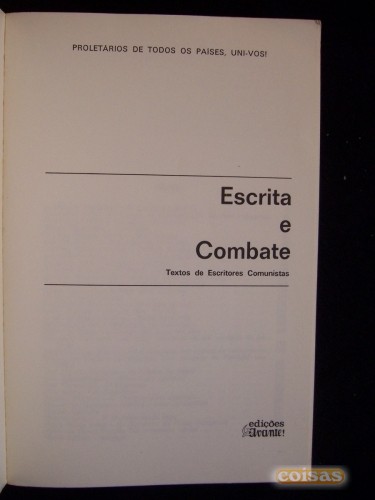 PROLETÁRIOS DE TODOS OS PAÍSES, UNI-VOS!
Escrita
e
Combate
Textos de Escritores Comunistas
edições
Avante!
coisas